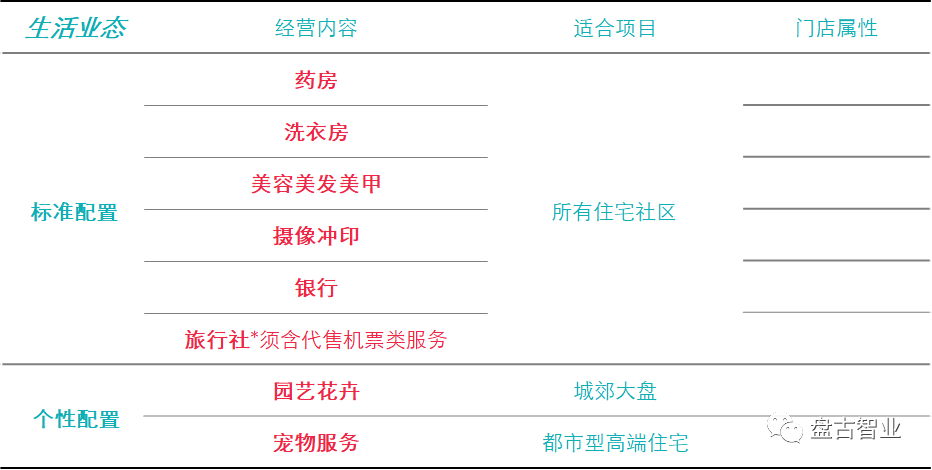 生活业态 经营内容 适合项目 门店属性
药房
洗衣房
美容美发美甲
标准配置 所有住宅社区
摄像冲印
银行
旅行社*须含代售机票类服务
园艺花卉 城郊大盘
个性配置
宠物服务 都市型高端住宅
盘古智业